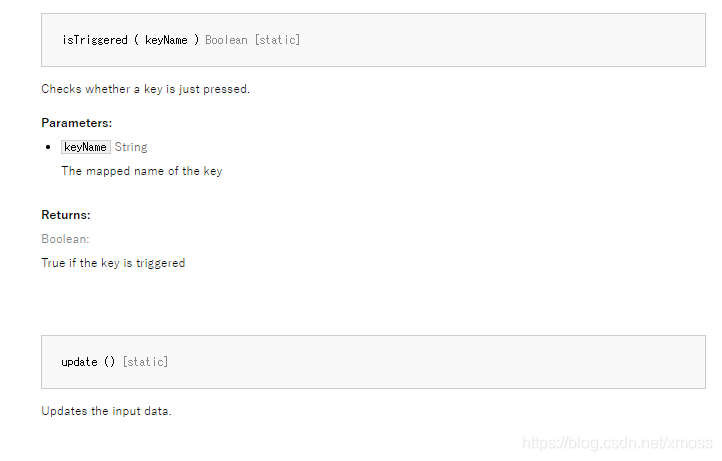 isTriggered ( keyName ) Boolean [static]
Checks whether a key is just pressed.
Parameters:
• keyName String
The mapped name of the key
Returns:
Boolean:
True if the key is triggered
update () [static]
Updates the input data.
https://blog.csdn.net/xmoss